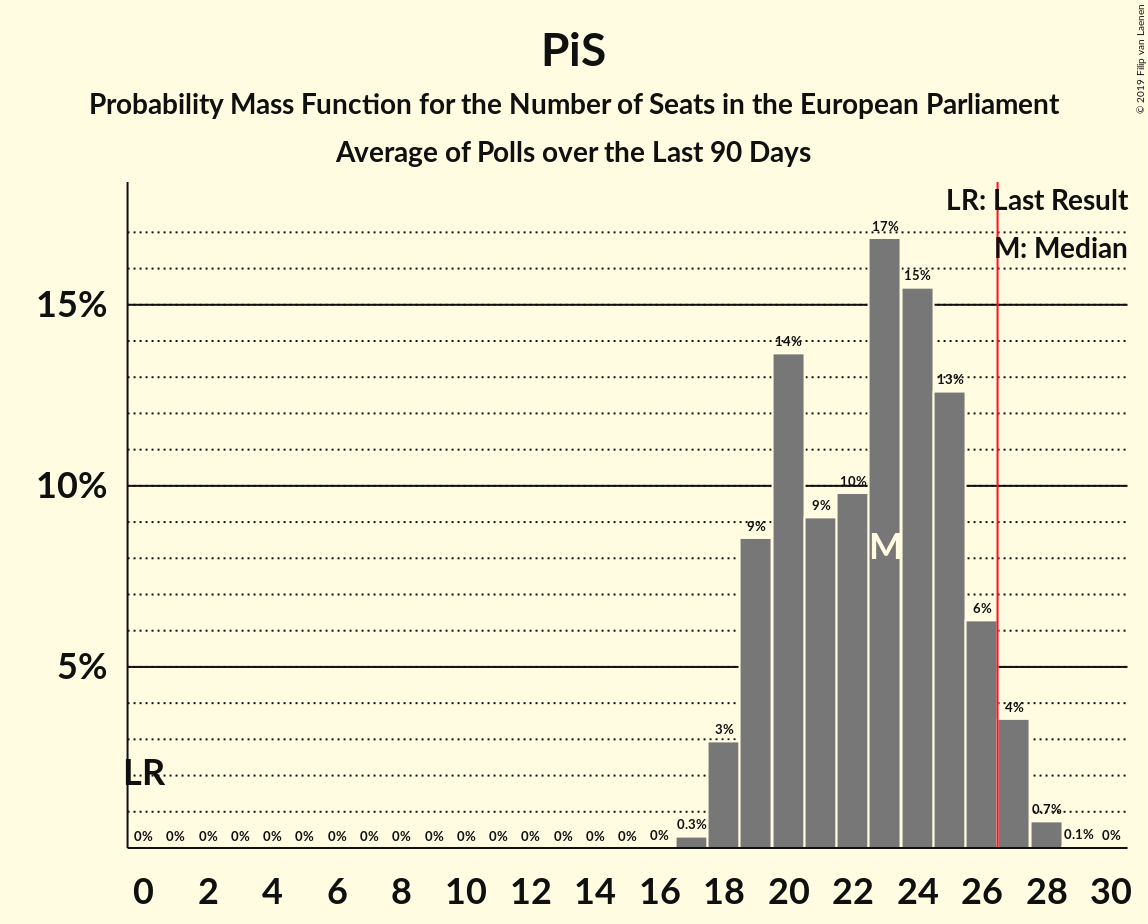 PiS
Probability Mass Function for the Number of Seats in the European Parliament
Average of Polls over the Last 90 Days
© 2019 Filip van Laenen
LR: Last Result
M: Median
17%
15%
15%
14%
13%
10%
10%
9%
9%
M
6%
5%
4%
3%
LR
0% 0% 0% 0% 0% 0% 0% 0% 0% 0% 0% 0% 0% 0% 0% 0% 0% 0.3% 0.7% 0.1% 0%
0 2 4 6 8 10 12 14 16 18 20 22 24 26 28 30